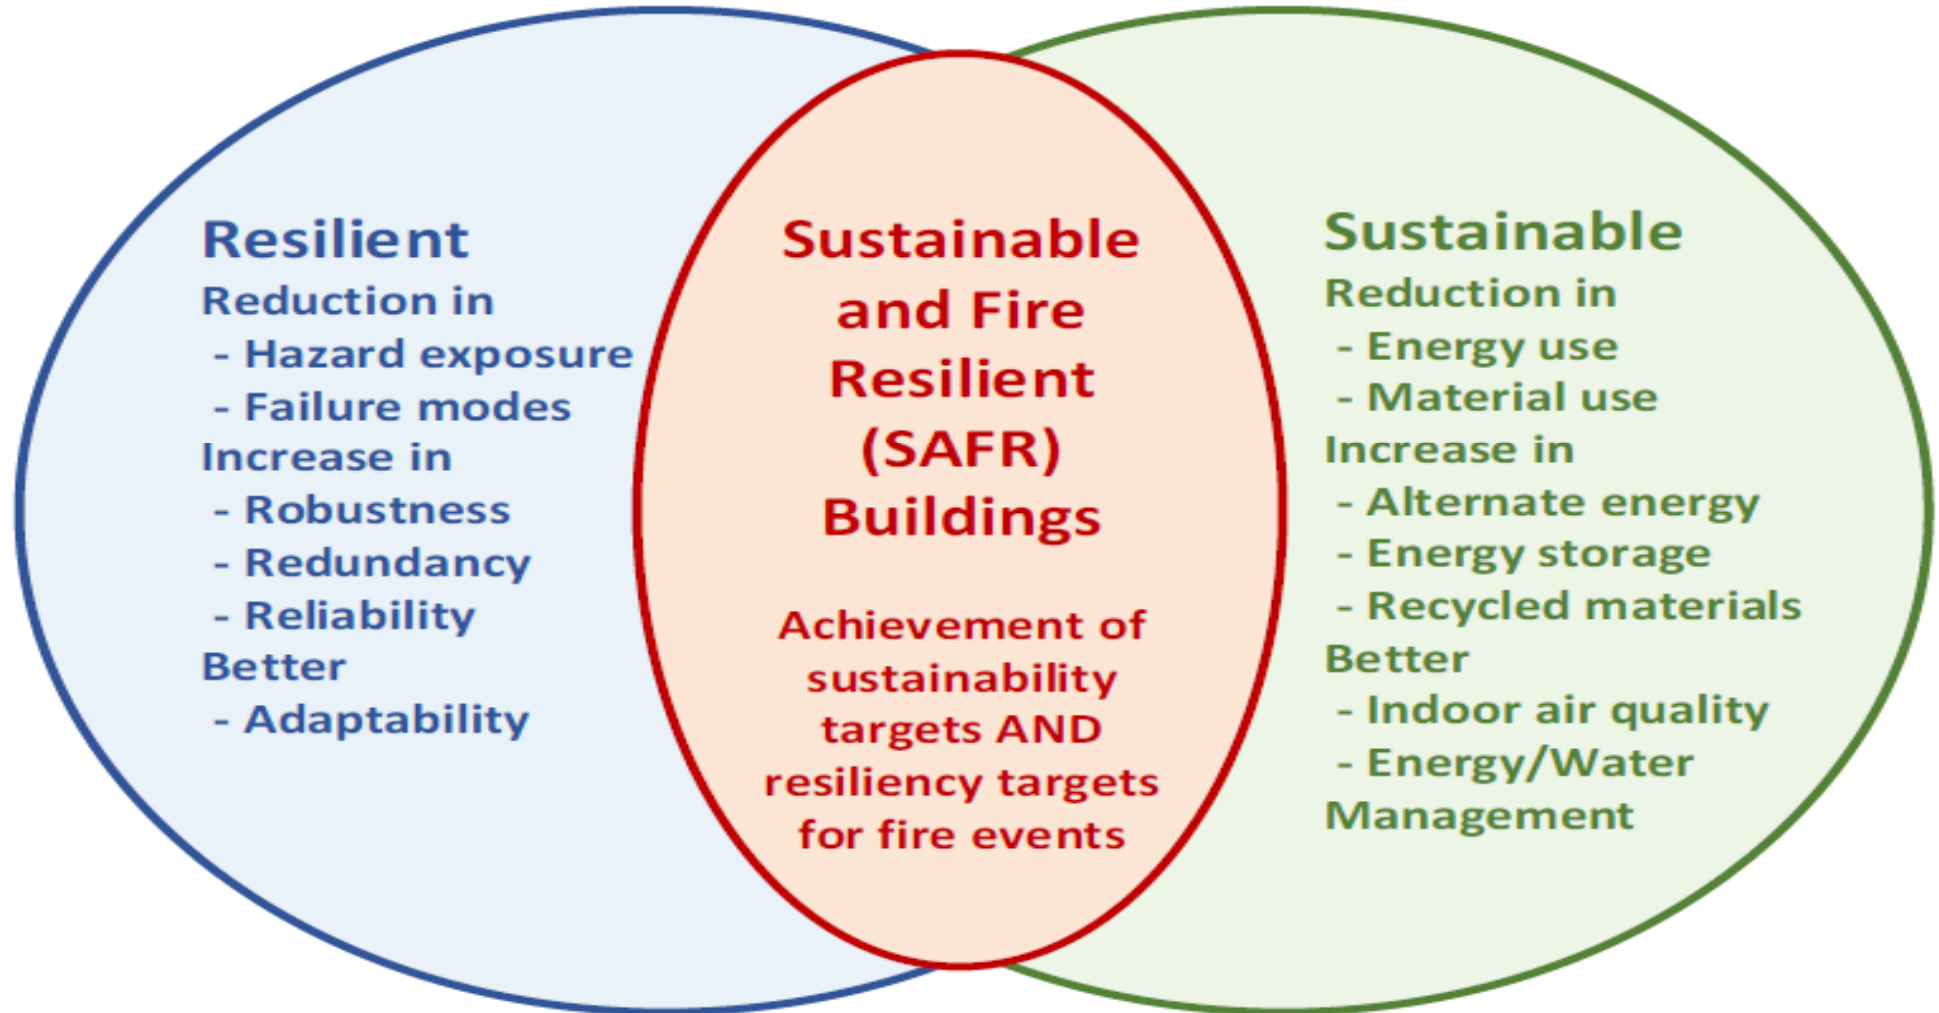 Resilient
Reduction in
- Hazard exposure
- Failure modes
Increase in
- Robustness
- Redundancy
- Reliability
Better
- Adaptability
Sustainable
and Fire
Resilient
(SAFR)
Buildings
Achievement of
sustainability
targets AND
resiliency targets
for fire events
Sustainable
Reduction in
- Energy use
- Material use
Increase in
- Alternate energy
- Energy storage
- Recycled materials
Better
- Indoor air quality
- Energy/Water
Management